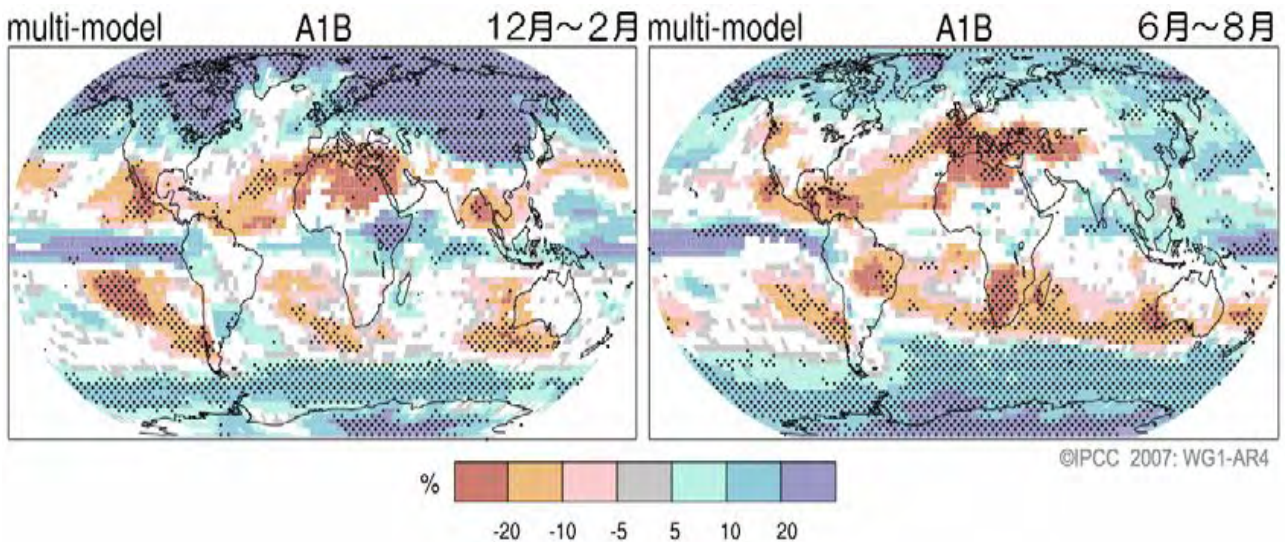 multi-model A1B 12月～2月
multi-model A1B 6月～8月
©IPCC 2007: WG1-AR4
%
-20 -10 -5 5 10 20